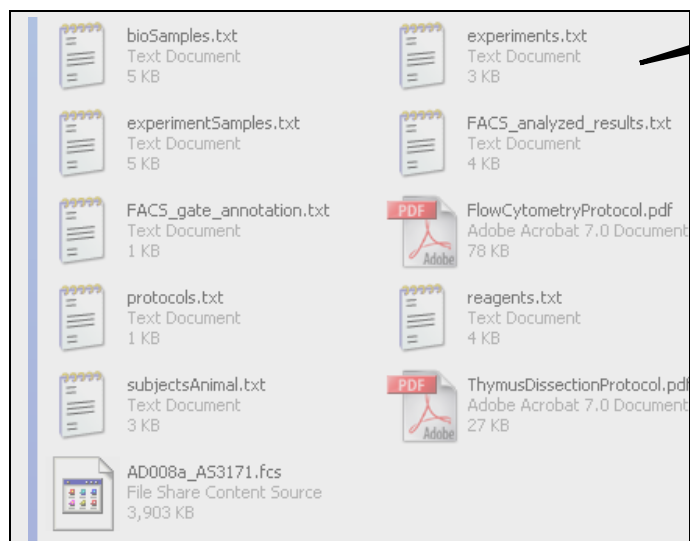 bioSamples.txt
Text Document
5 KB
experiments.txt
Text Document
3 KB
experimentSamples.txt
Text Document
5 KB
FACS_analyzed_results.txt
Text Document
4 KB
FACS_gate_annotation.txt
Text Document
1 KB
PDF
Adobe
FlowCytometryProtocol.pdf
Adobe Acrobat 7.0 Document
78 KB
protocols.txt
Text Document
1 KB
reagents.txt
Text Document
4 KB
subjectsAnimal.txt
Text Document
3 KB
PDF
Adobe
ThymusDissectionProtocol.pdf
Adobe Acrobat 7.0 Document
27 KB
AD008a_AS3171.fcs
File Share Content Source
3,903 KB